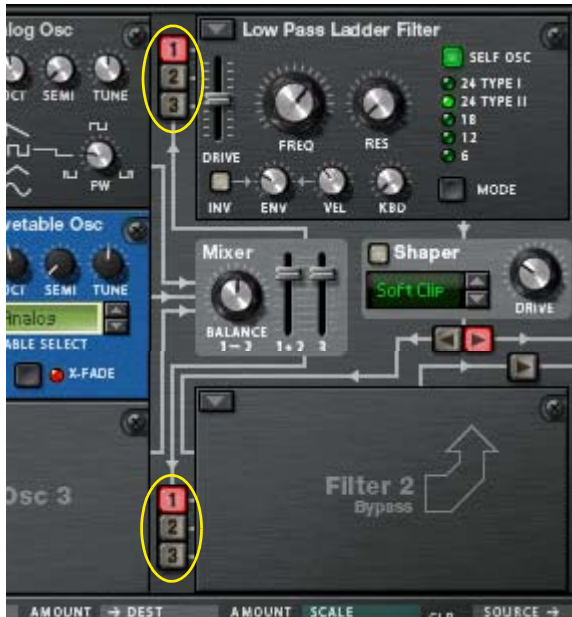 log Osc
OCT SEMI TUNE
PW
1
2
3
Low Pass Ladder Filter
SELF OSC
24 TYPE I
24 TYPE II
18
12
6
DRIVE
FREQ
RES
MODE
INV ENV VEL KBD
vetable Osc
OCT SEMI TUNE
Analog
ABLE SELECT
X-FADE
Mixer
BALANCE
1–2 1+2 3
Shaper
Soft Clip
DRIVE
Osc 3
1
2
3
Filter 2
Bypass
AMOUNT → DEST AMOUNT SCALE CLR SOURCE →